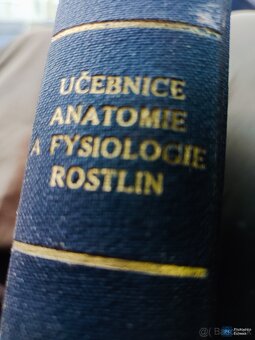 UČEBNICE
ANATOMIE
A FYSIOLOGIE
ROSTLIN